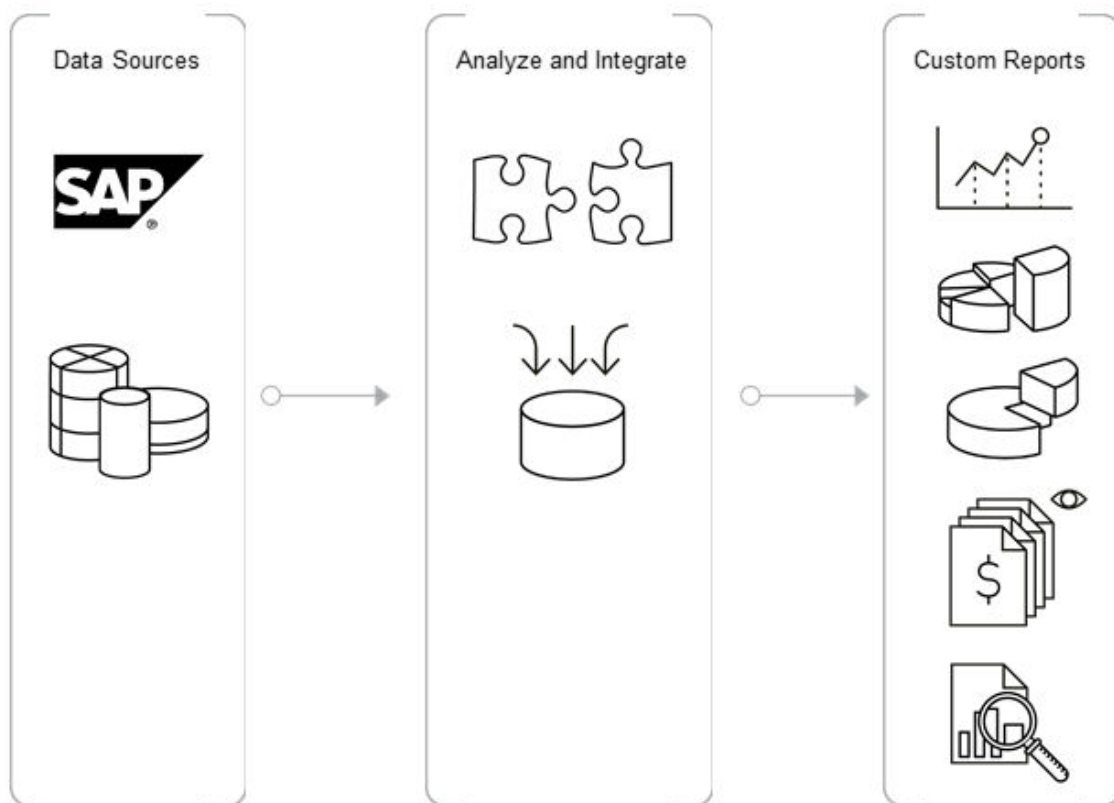 Data Sources
Analyze and Integrate
Custom Reports
SAP
®
$